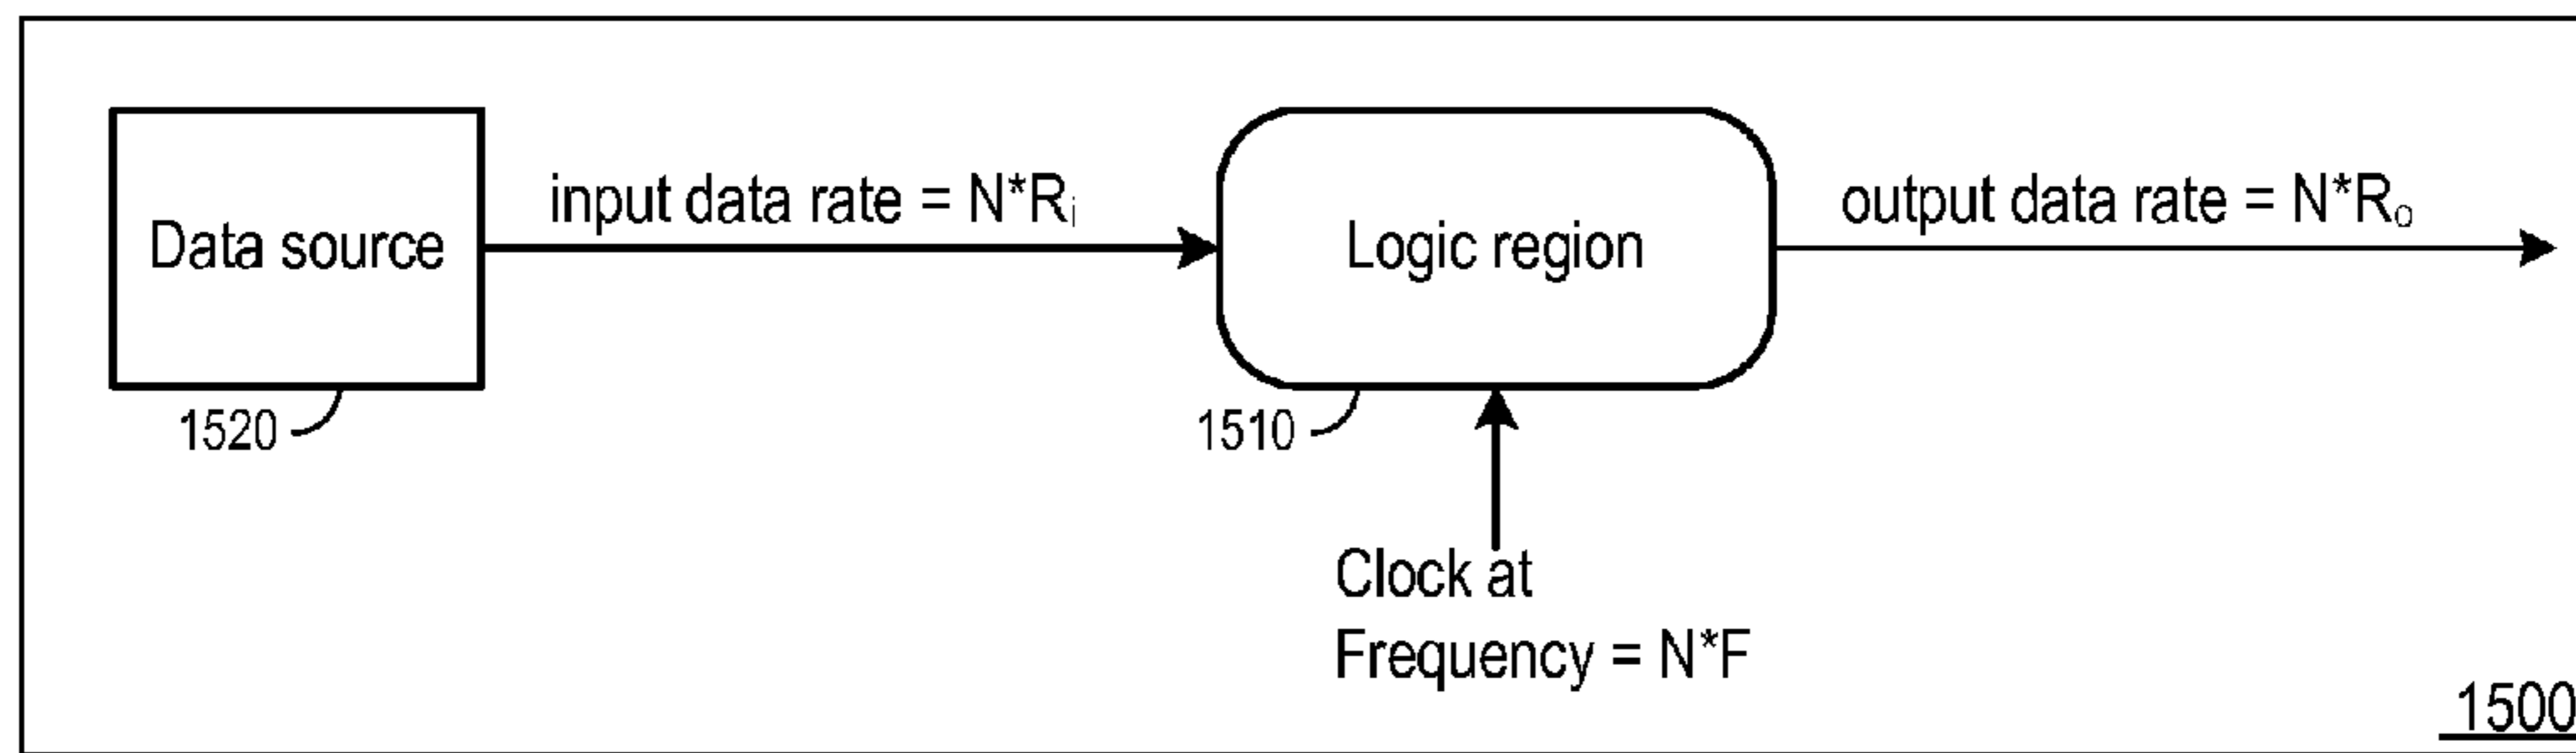 Data source
input data rate = N*Rᵢ
Logic region
output data rate = N*Rₒ
1520
1510
Clock at
Frequency = N*F
1500